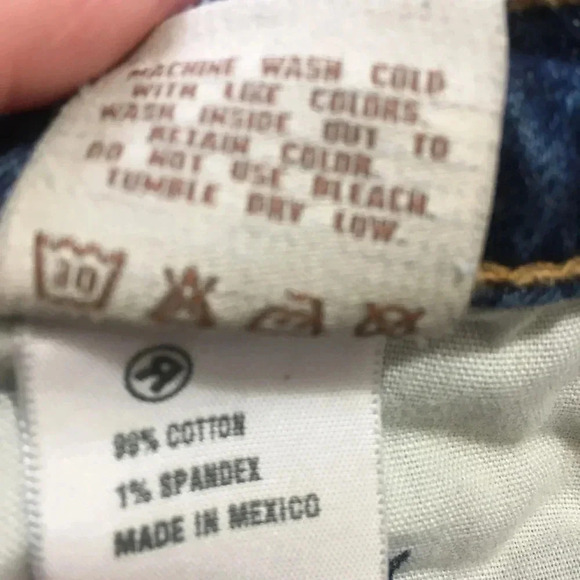 MACHINE WASH COLD
WITH LIKE COLORS.
WASH INSIDE OUT TO
RETAIN COLOR.
DO NOT USE BLEACH.
TUMBLE DRY LOW.
30
R
99% COTTON
1% SPANDEX
MADE IN MEXICO